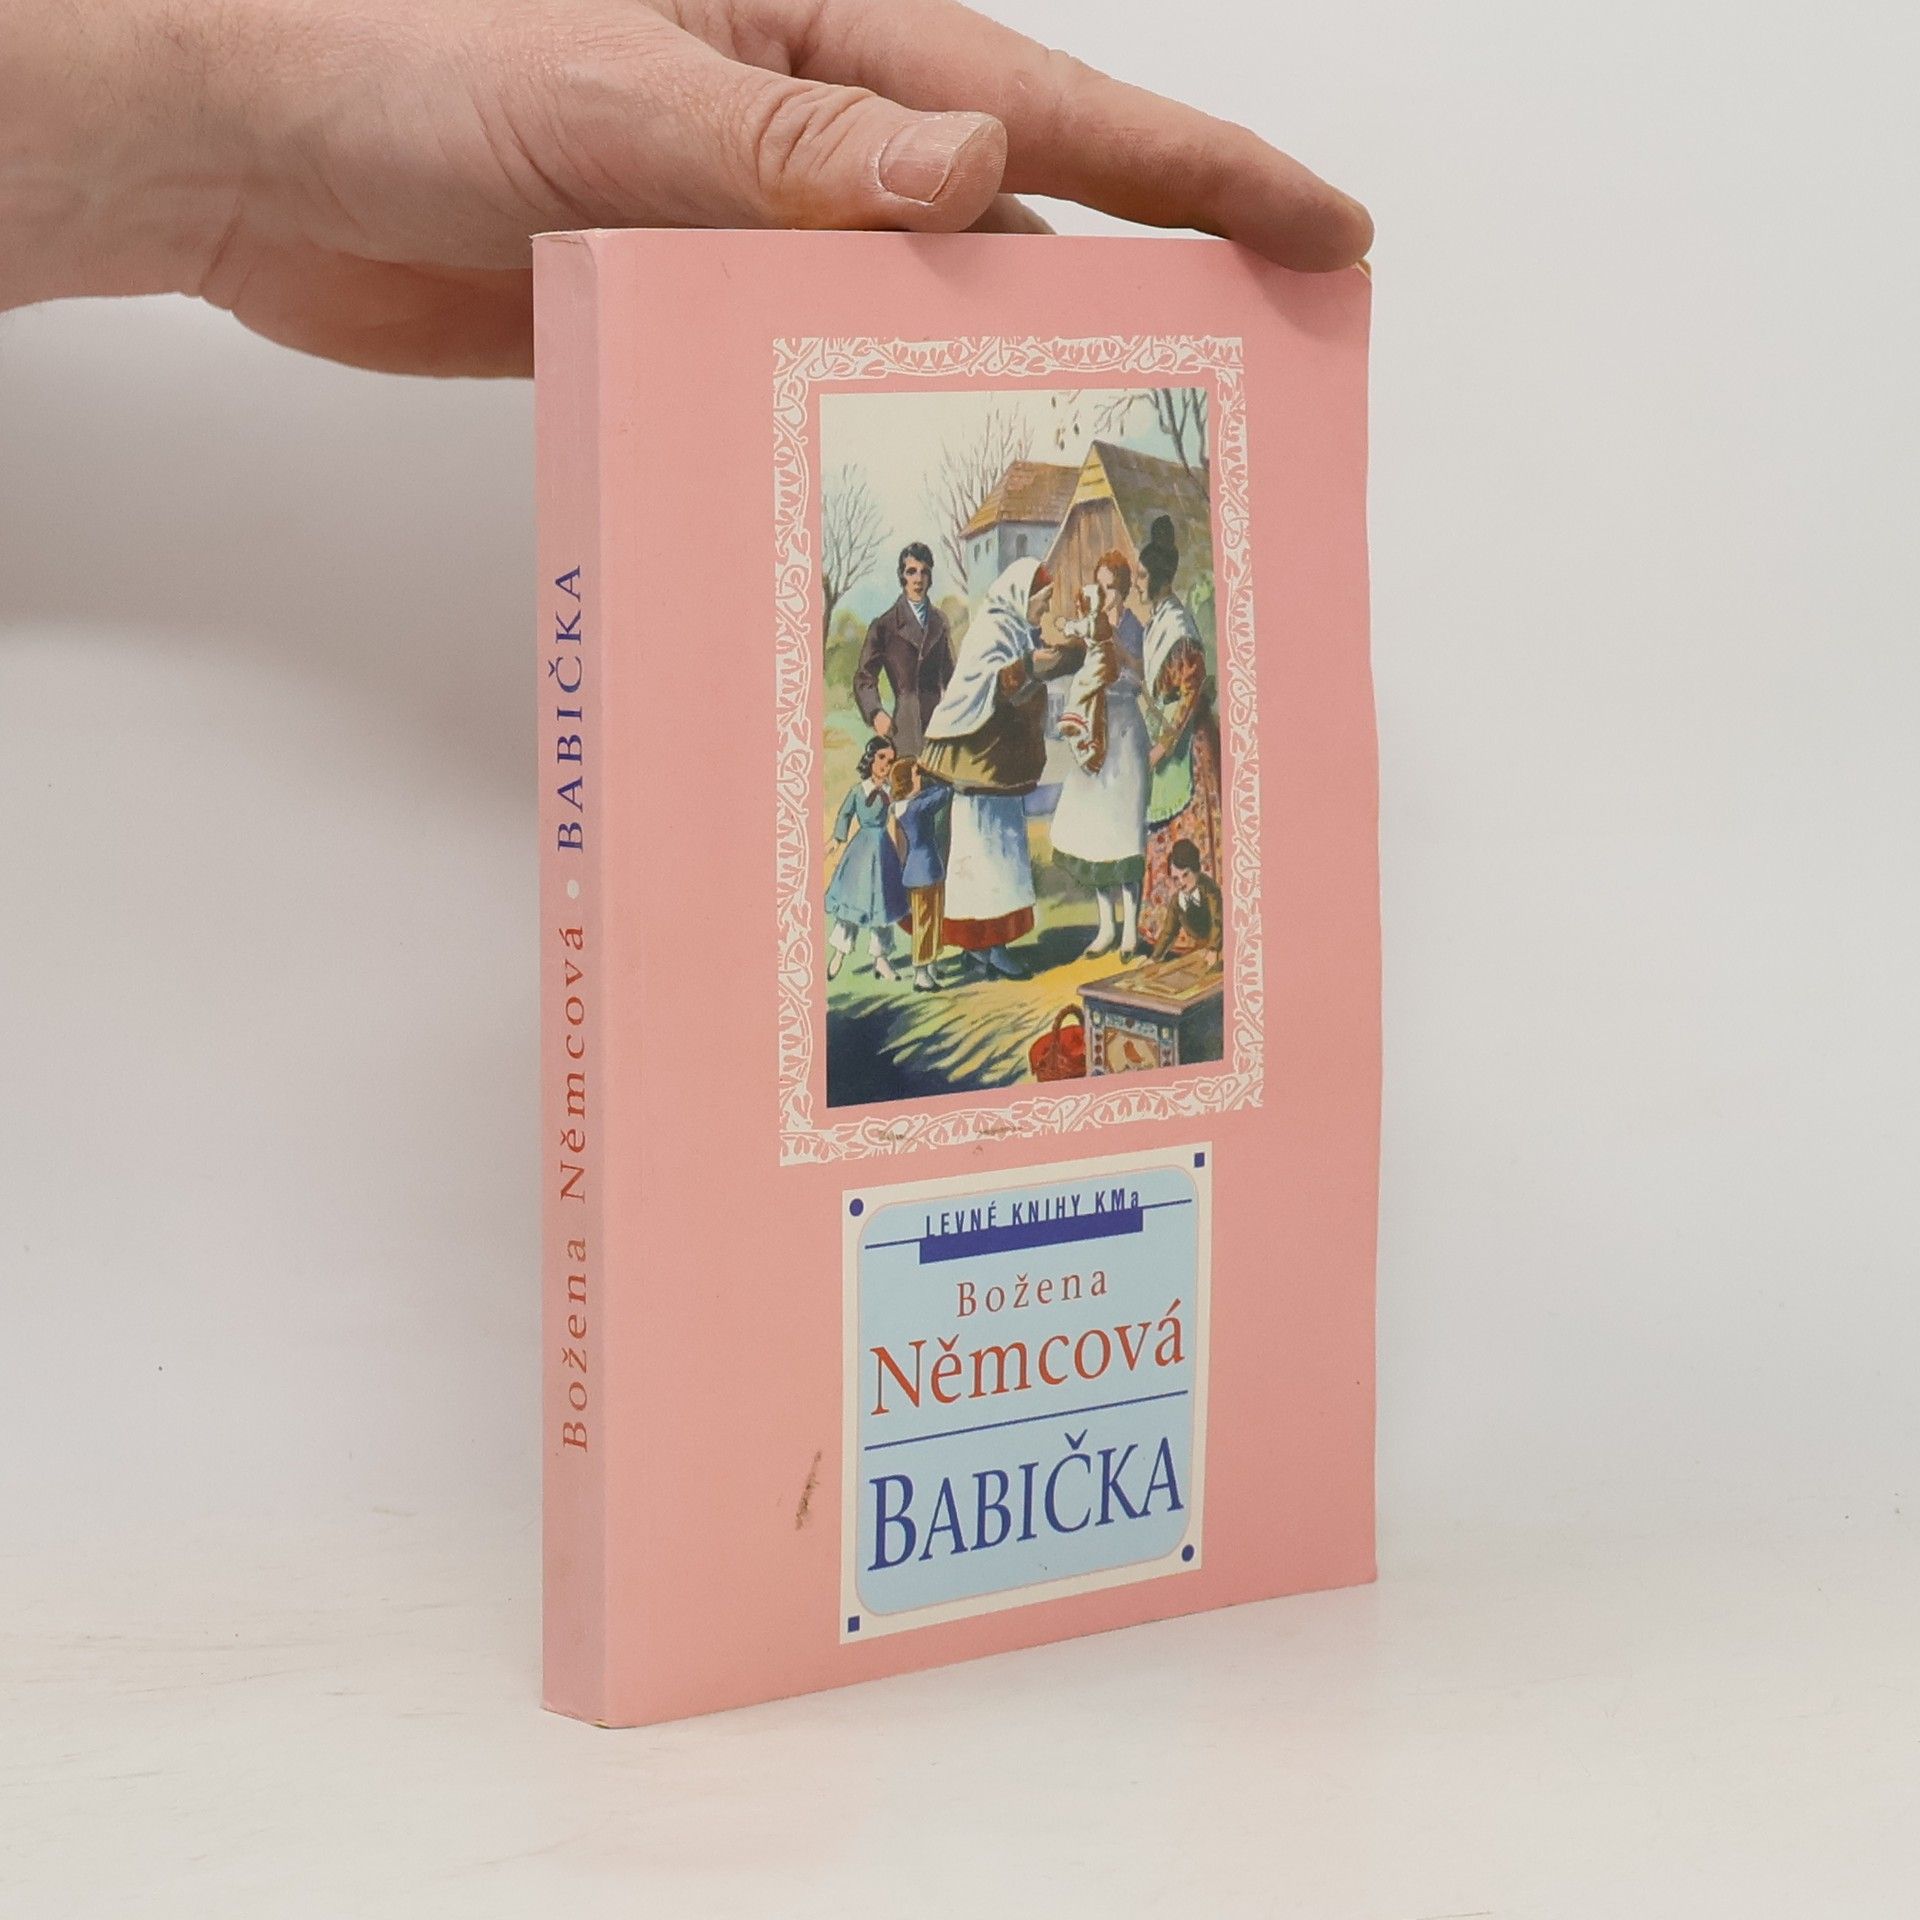 Božena Němcová • BABIČKA
LEVNÉ KNIHY KMa
Božena
Němcová
BABIČKA